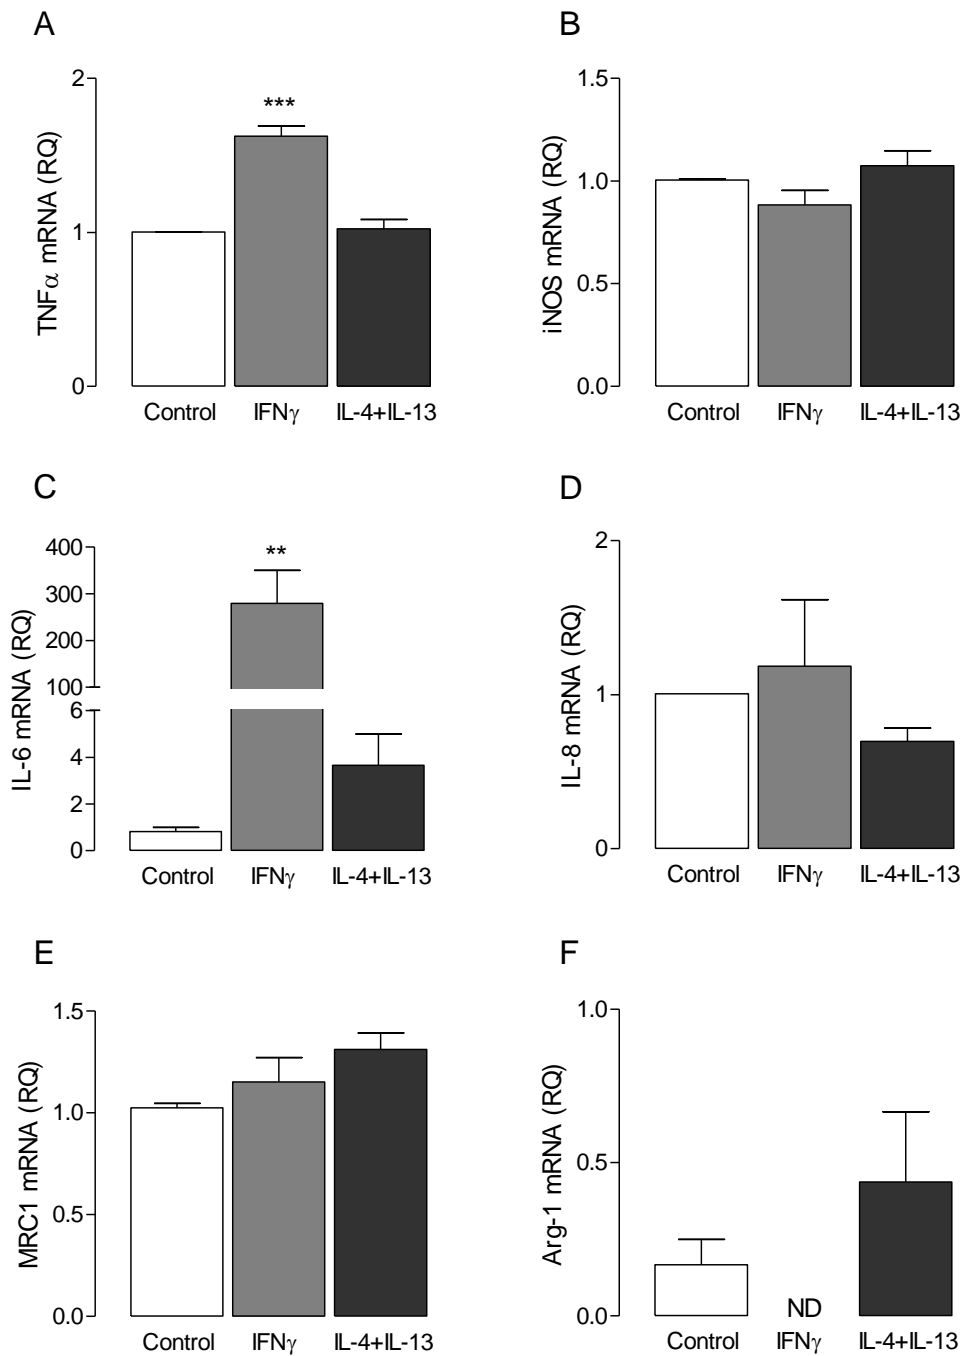 A
TNFα mRNA (RQ)
2
1
0
***
Control IFNγ IL-4+IL-13
B
iNOS mRNA (RQ)
1.5
1.0
0.5
0.0
Control IFNγ IL-4+IL-13
C
IL-6 mRNA (RQ)
400
300
200
100
6
4
2
0
**
Control IFNγ IL-4+IL-13
D
IL-8 mRNA (RQ)
2
1
0
Control IFNγ IL-4+IL-13
E
MRC1 mRNA (RQ)
1.5
1.0
0.5
0.0
Control IFNγ IL-4+IL-13
F
Arg-1 mRNA (RQ)
1.0
0.5
0.0
ND
Control IFNγ IL-4+IL-13